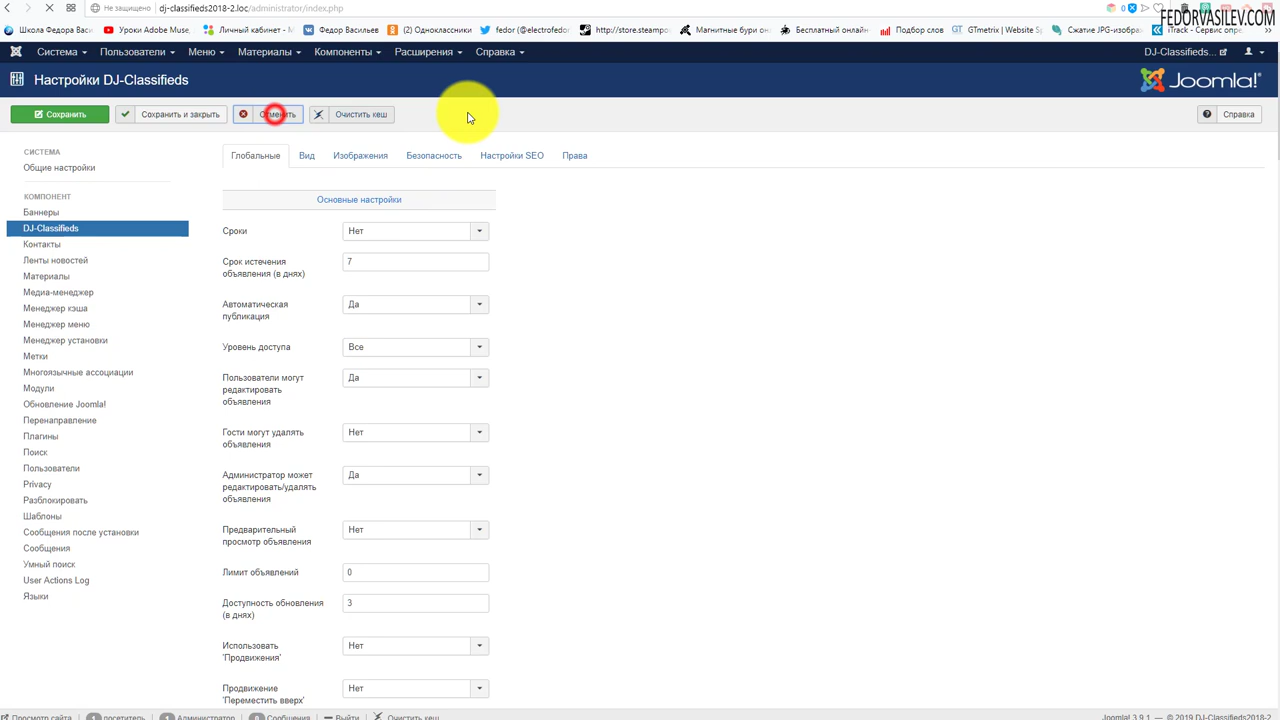 Не защищено
dj-classifieds2018-2.loc/administrator/index.php
FEDORVASILEV.COM
Школа Федора Васил
Уроки Adobe Muse,
Личный кабинет - М
Федор Васильев
(2) Одноклассники
fedor (@electrofedot
http://store.steampo
Магнитные бури он
Бесплатный онлайн
Подбор слов
GTmetrix | Website S
Сжатие JPG-изобра
iTrack - Сервис опре
»
Система
Пользователи
Меню
Материалы
Компоненты
Расширения
Справка
DJ-Classifieds...
Настройки DJ-Classifieds
Joomla!
Сохранить
Сохранить и закрыть
Отменить
Очистить кеш
Справка
СИСТЕМА
Общие настройки
КОМПОНЕНТ
Баннеры
DJ-Classifieds
Контакты
Ленты новостей
Материалы
Медиа-менеджер
Менеджер кэша
Менеджер меню
Менеджер установки
Метки
Многоязычные ассоциации
Модули
Обновление Joomla!
Перенаправление
Плагины
Поиск
Пользователи
Privacy
Разблокировать
Шаблоны
Сообщения после установки
Сообщения
Умный поиск
User Actions Log
Языки
Глобальные
Вид
Изображения
Безопасность
Настройки SEO
Права
Основные настройки
Сроки
Нет
Срок истечения
объявления (в днях)
7
Автоматическая
публикация
Да
Уровень доступа
Все
Пользователи могут
редактировать
объявления
Да
Гости могут удалять
объявления
Нет
Администратор может
редактировать/удалять
объявления
Да
Предварительный
просмотр объявления
Нет
Лимит объявлений
0
Доступность обновления
(в днях)
3
Использовать
'Продвижения'
Нет
Продвижение
'Переместить вверх'
Нет
Просмотр сайта
посетитель
Администратор
Сообщения
Выйти
Очистить кеш
Joomla! 3.9.1 — © 2019 DJ-Classifieds2018-2